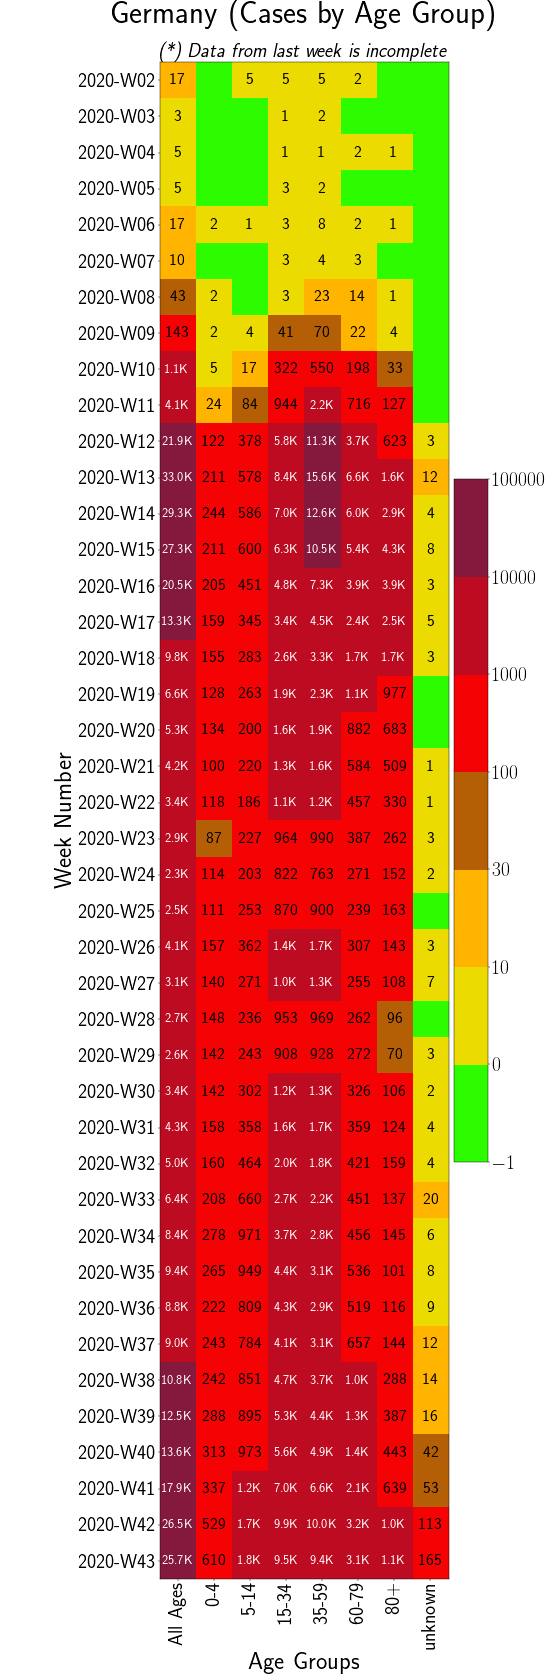 Germany (Cases by Age Group)
(*) Data from last week is incomplete
2020-W02 17 5 5 5 2
2020-W03 3 1 2
2020-W04 5 1 1 2 1
2020-W05 5 3 2
2020-W06 17 2 1 3 8 2 1
2020-W07 10 3 4 3
2020-W08 43 2 3 23 14 1
2020-W09 143 2 4 41 70 22 4
2020-W10 1.1K 5 17 322 550 198 33
2020-W11 4.1K 24 84 944 2.2K 716 127
2020-W12 21.9K 122 378 5.8K 11.3K 3.7K 623 3
2020-W13 33.0K 211 578 8.4K 15.6K 6.6K 1.6K 12
2020-W14 29.3K 244 586 7.0K 12.6K 6.0K 2.9K 4
2020-W15 27.3K 211 600 6.3K 10.5K 5.4K 4.3K 8
2020-W16 20.5K 205 451 4.8K 7.3K 3.9K 3.9K 3
2020-W17 13.3K 159 345 3.4K 4.5K 2.4K 2.5K 5
2020-W18 9.8K 155 283 2.6K 3.3K 1.7K 1.7K 3
2020-W19 6.6K 128 263 1.9K 2.3K 1.1K 977
2020-W20 5.3K 134 200 1.6K 1.9K 882 683
2020-W21 4.2K 100 220 1.3K 1.6K 584 509 1
2020-W22 3.4K 118 186 1.1K 1.2K 457 330 1
2020-W23 2.9K 87 227 964 990 387 262 3
2020-W24 2.3K 114 203 822 763 271 152 2
2020-W25 2.5K 111 253 870 900 239 163
2020-W26 4.1K 157 362 1.4K 1.7K 307 143 3
2020-W27 3.1K 140 271 1.0K 1.3K 255 108 7
2020-W28 2.7K 148 236 953 969 262 96
2020-W29 2.6K 142 243 908 928 272 70 3
2020-W30 3.4K 142 302 1.2K 1.3K 326 106 2
2020-W31 4.3K 158 358 1.6K 1.7K 359 124 4
2020-W32 5.0K 160 464 2.0K 1.8K 421 159 4
2020-W33 6.4K 208 660 2.7K 2.2K 451 137 20
2020-W34 8.4K 278 971 3.7K 2.8K 456 145 6
2020-W35 9.4K 265 949 4.4K 3.1K 536 101 8
2020-W36 8.8K 222 809 4.3K 2.9K 519 116 9
2020-W37 9.0K 243 784 4.1K 3.1K 657 144 12
2020-W38 10.8K 242 851 4.7K 3.7K 1.0K 288 14
2020-W39 12.5K 288 895 5.3K 4.4K 1.3K 387 16
2020-W40 13.6K 313 973 5.6K 4.9K 1.4K 443 42
2020-W41 17.9K 337 1.2K 7.0K 6.6K 2.1K 639 53
2020-W42 26.5K 529 1.7K 9.9K 10.0K 3.2K 1.0K 113
2020-W43 25.7K 610 1.8K 9.5K 9.4K 3.1K 1.1K 165
All Ages 0-4 5-14 15-34 35-59 60-79 80+ unknown
Age Groups
Week Number
100000
10000
1000
100
30
10
0
−1